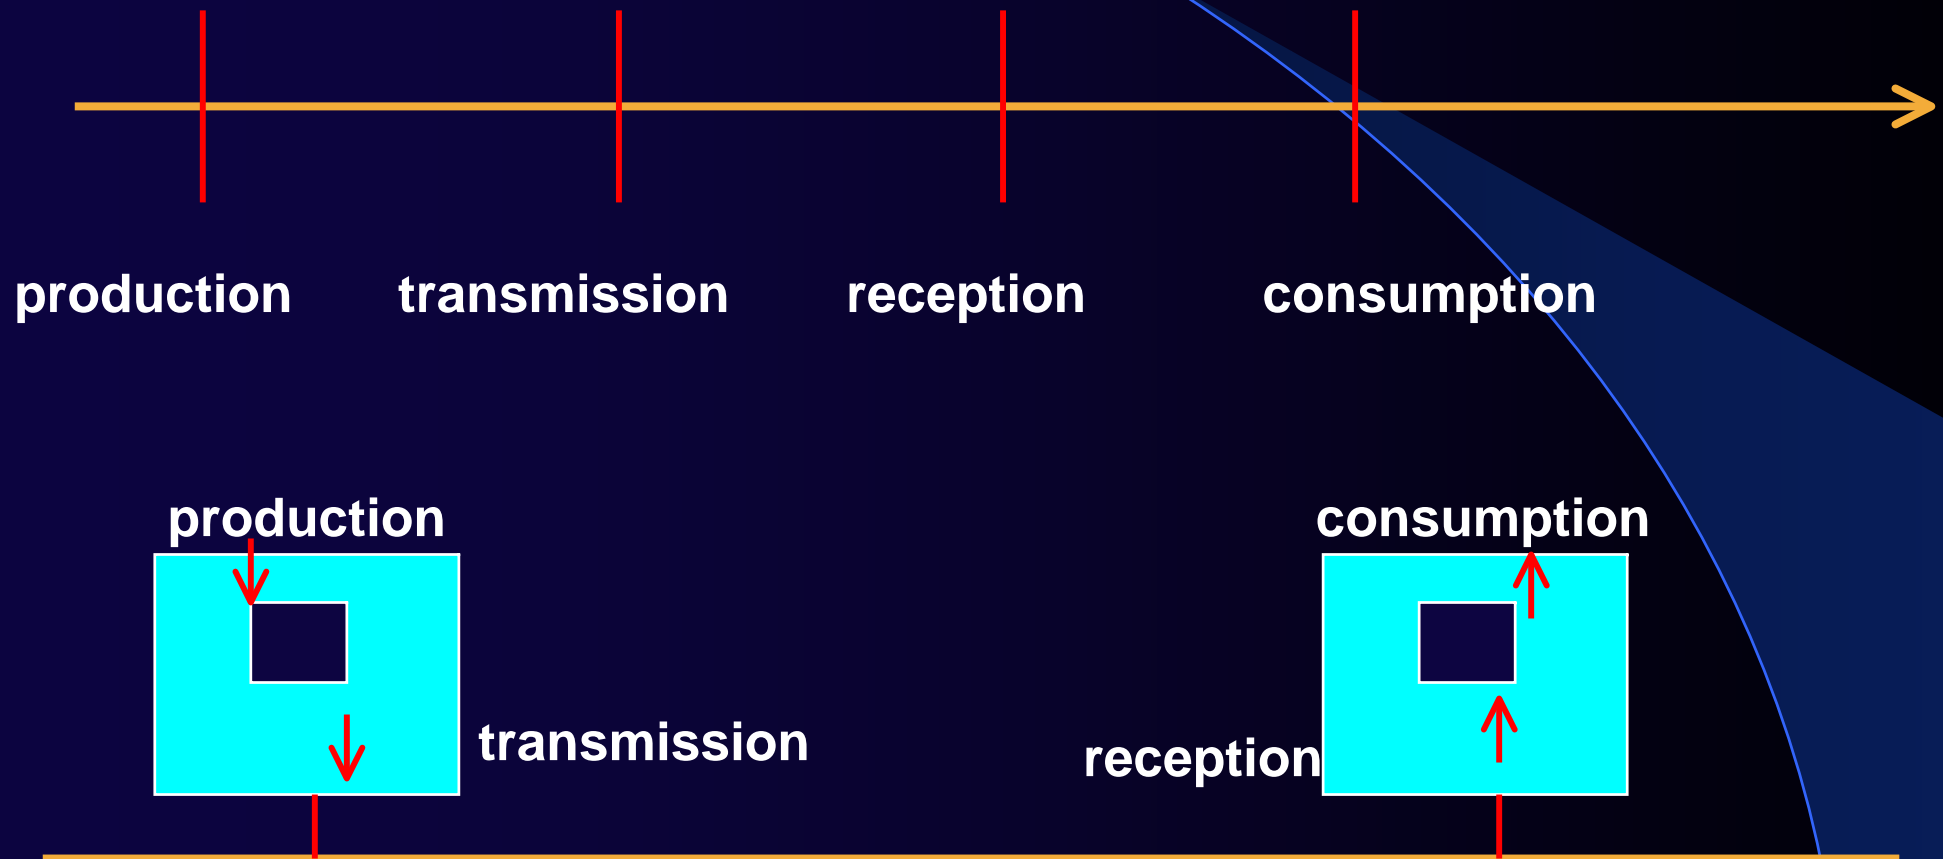 production transmission reception consumption
production consumption
transmission
reception